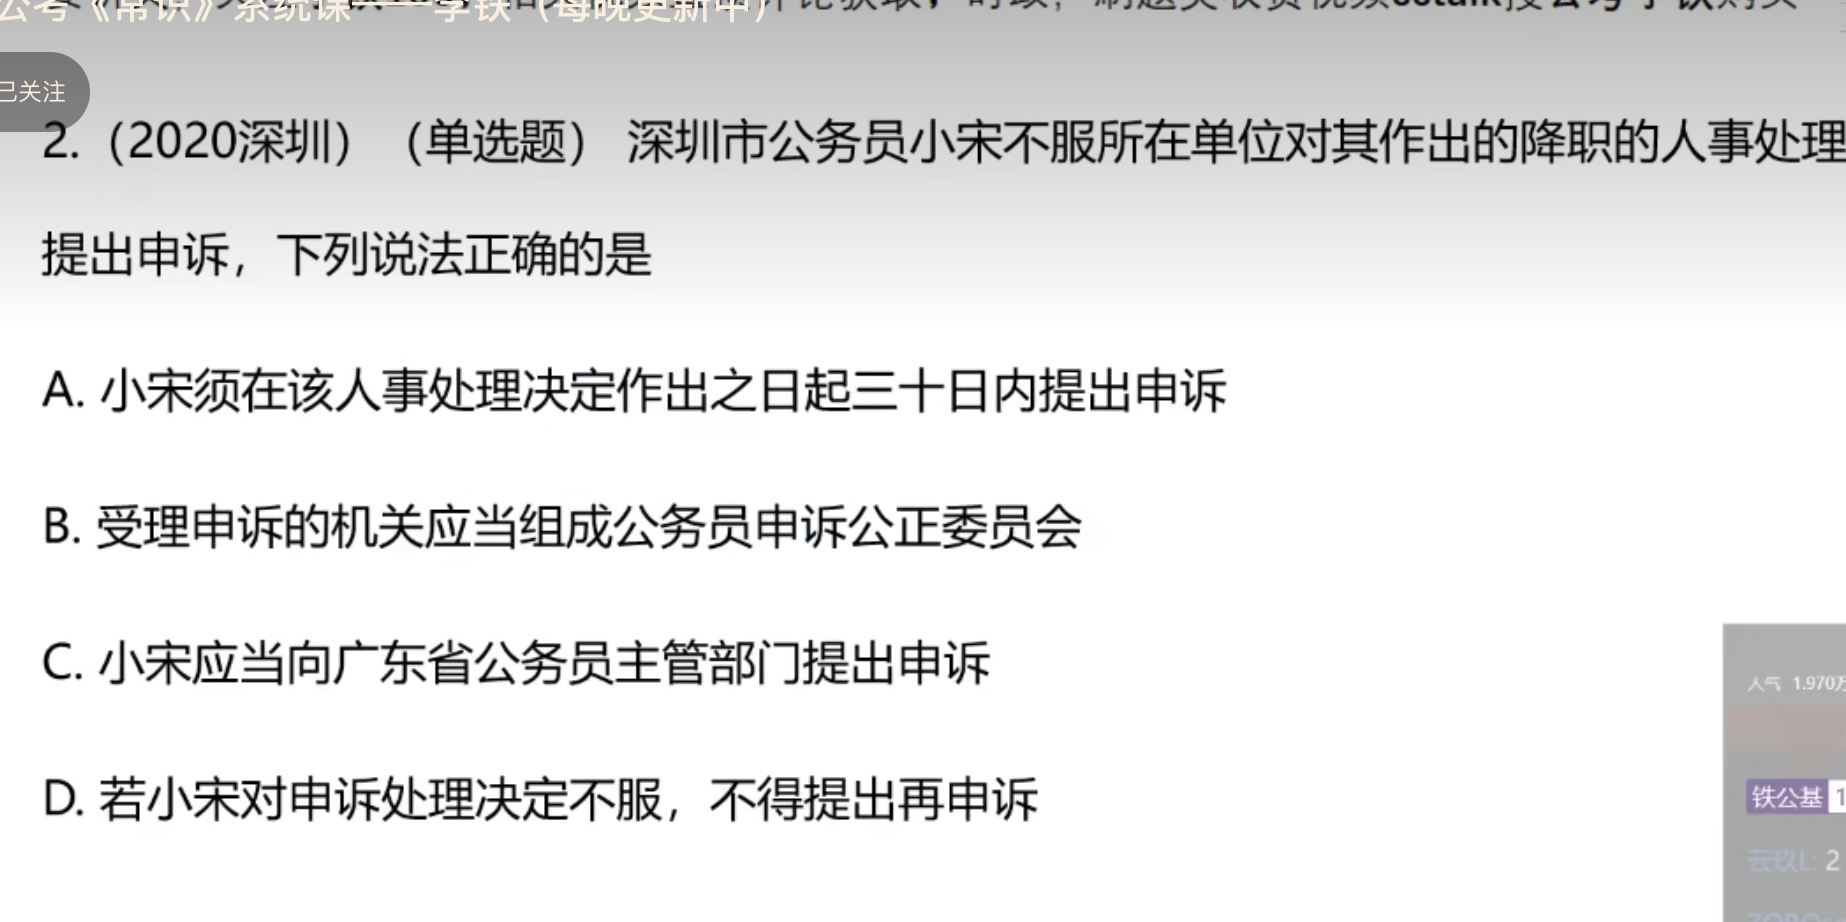 公考《常识》系统课——李铁（每晚更新中）
已关注
2.（2020深圳）（单选题） 深圳市公务员小宋不服所在单位对其作出的降职的人事处理
提出申诉，下列说法正确的是
A. 小宋须在该人事处理决定作出之日起三十日内提出申诉
B. 受理申诉的机关应当组成公务员申诉公正委员会
C. 小宋应当向广东省公务员主管部门提出申诉
D. 若小宋对申诉处理决定不服，不得提出再申诉
人气 1.970万
铁公基 1
云玖L: 2